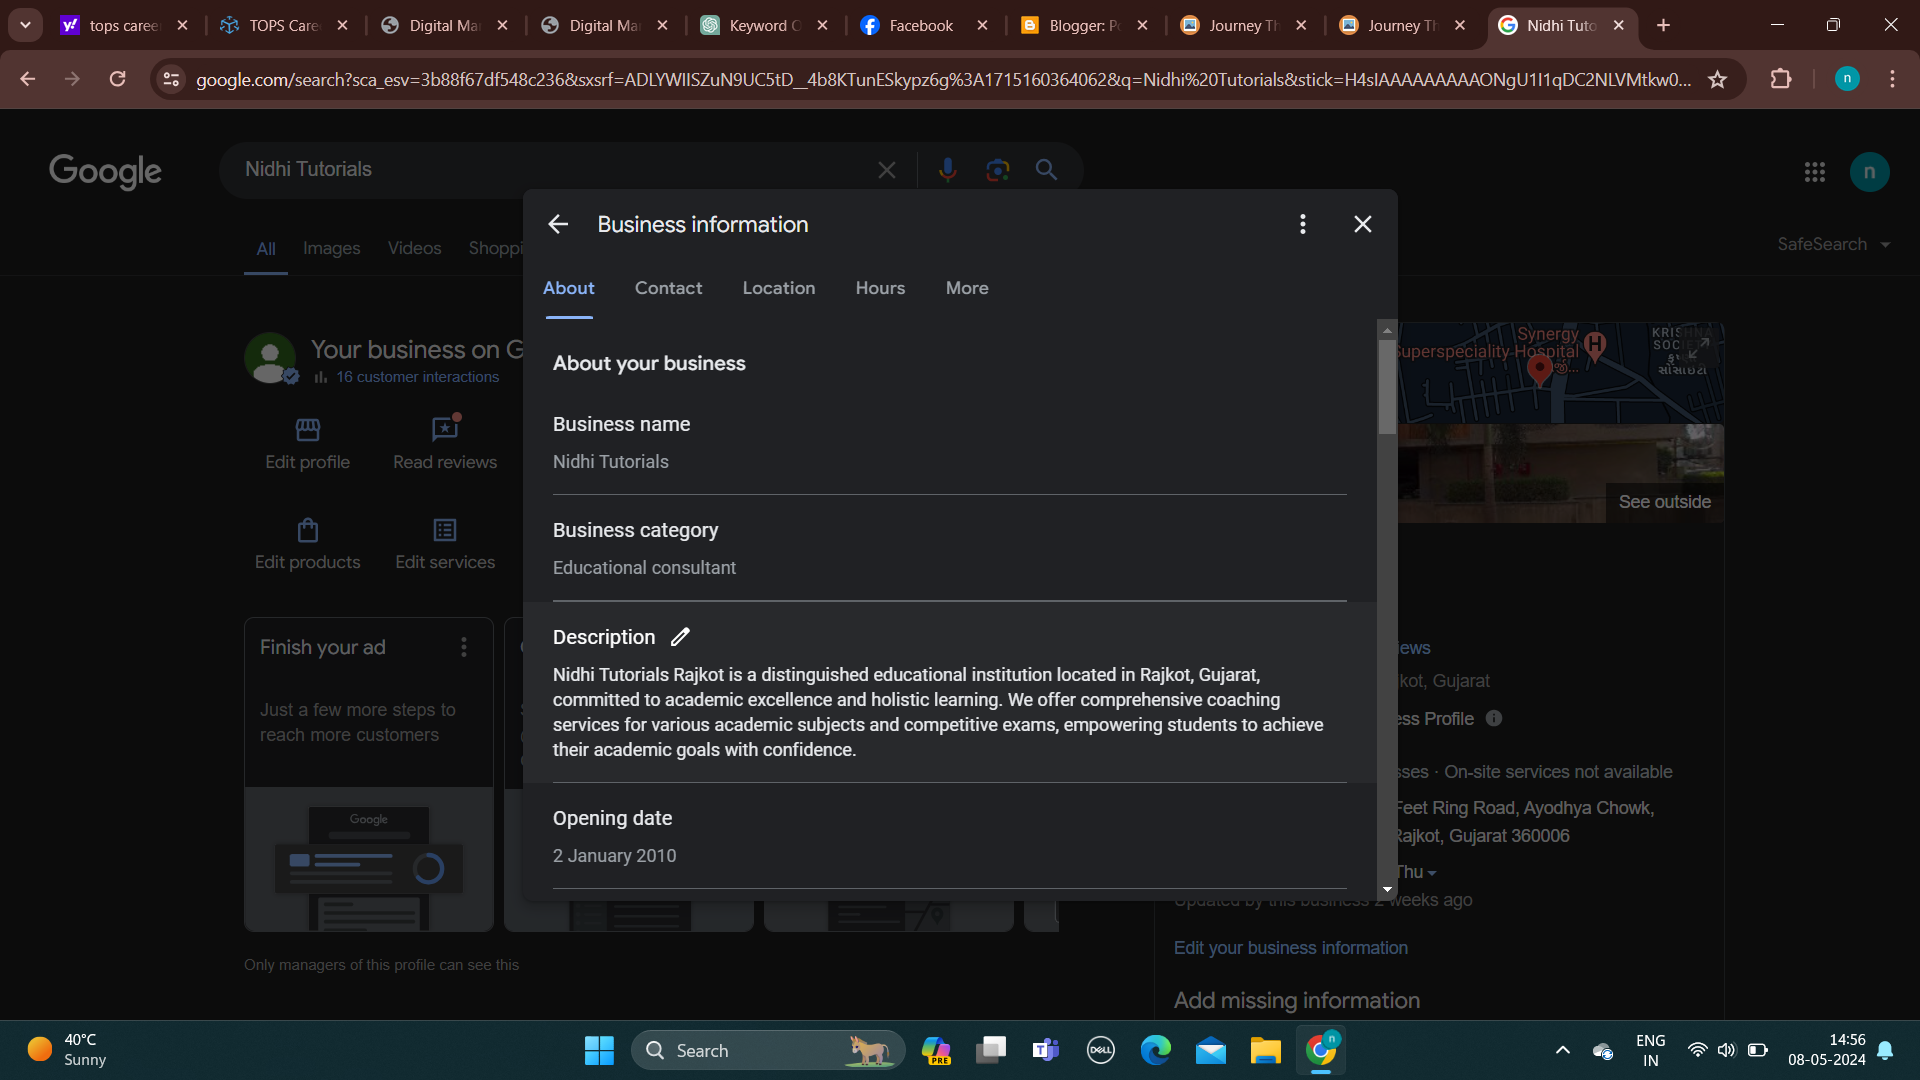 tops caree
TOPS Care
Digital Ma
Digital Ma
Keyword O
Facebook
Blogger: Po
Journey Th
Journey Th
Nidhi Tuto
google.com/search?sca_esv=3b88f67df548c236&sxsrf=ADLYWIISZuN9UC5tD__4b8KTunESkypz6g%3A1715160364062&q=Nidhi%20Tutorials&stick=H4sIAAAAAAAAAONgU1I1qDC2NLVMtkw0...
n
Google
Nidhi Tutorials
n
All
Images
Videos
Shoppi
SafeSearch
Business information
About
Contact
Location
Hours
More
Your business on G
16 customer interactions
Edit profile
Read reviews
Edit products
Edit services
Finish your ad
Just a few more steps to
reach more customers
Google
Only managers of this profile can see this
About your business
Business name
Nidhi Tutorials
Business category
Educational consultant
Description
Nidhi Tutorials Rajkot is a distinguished educational institution located in Rajkot, Gujarat,
committed to academic excellence and holistic learning. We offer comprehensive coaching
services for various academic subjects and competitive exams, empowering students to achieve
their academic goals with confidence.
Opening date
2 January 2010
Synergy
Superspeciality Hospital
H
KRISHNA
SOCIETY
સોસાઇટી
See outside
iews
kot, Gujarat
ess Profile
sses · On-site services not available
Feet Ring Road, Ayodhya Chowk,
Rajkot, Gujarat 360006
Thu
Updated by this business 2 weeks ago
Edit your business information
Add missing information
40°C
Sunny
Search
PRE
DELL
n
ENG
IN
14:56
08-05-2024